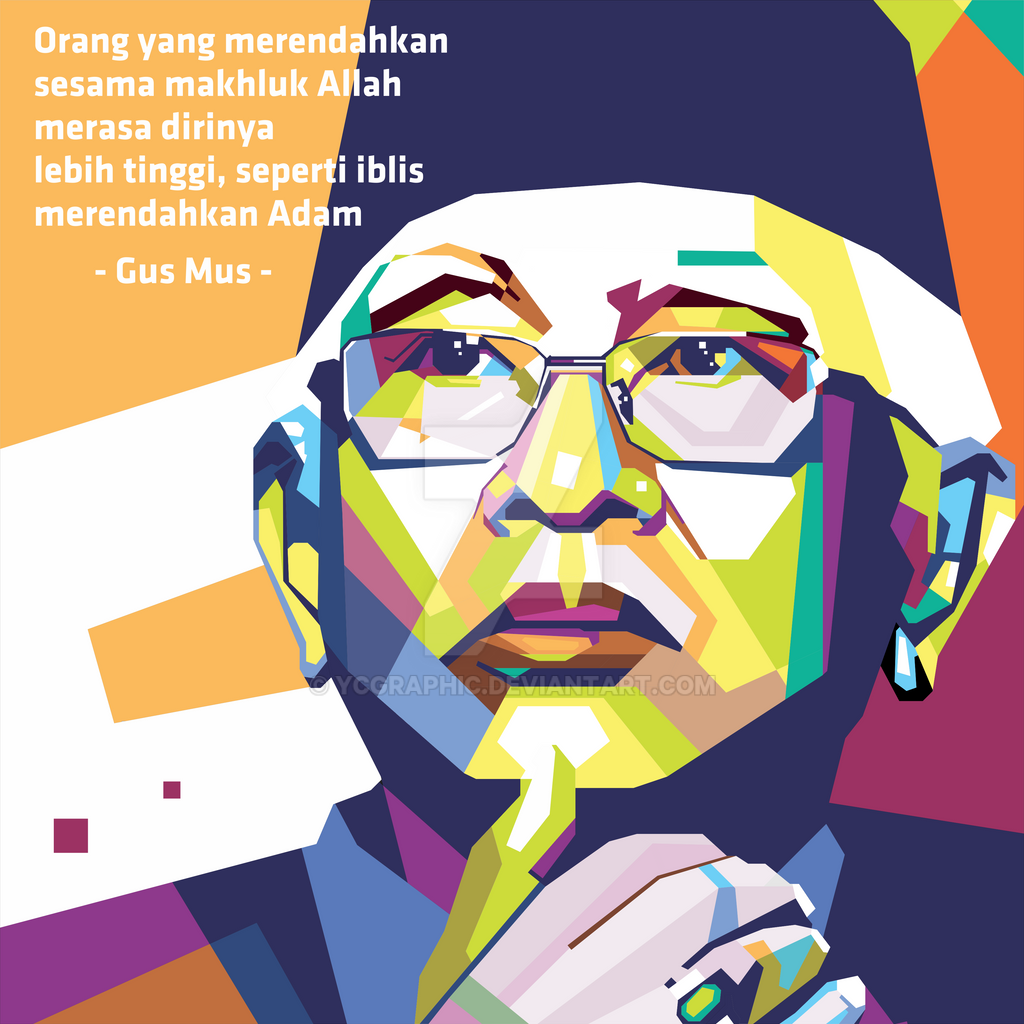 Orang yang merendahkan
sesama makhluk Allah
merasa dirinya
lebih tinggi, seperti iblis
merendahkan Adam
- Gus Mus -
© YCGRAPHIC.DEVIANTART.COM